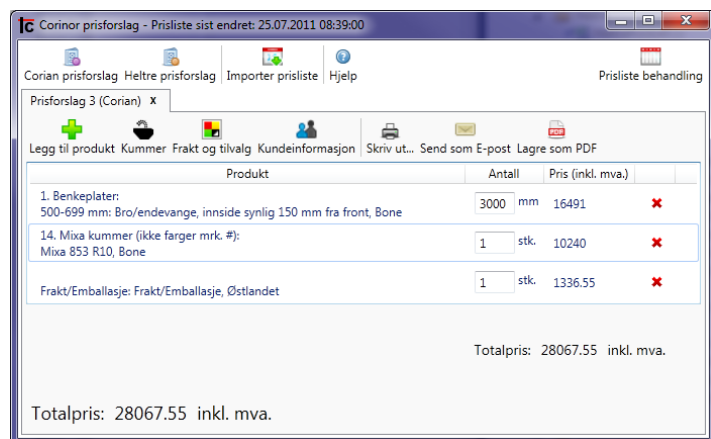 tc Corinor prisforslag - Prisliste sist endret: 25.07.2011 08:39:00
Corian prisforslag Heltre prisforslag Importer prisliste Hjelp Prisliste behandling
Prisforslag 3 (Corian) x
Legg til produkt Kummer Frakt og tilvalg Kundeinformasjon Skriv ut... Send som E-post Lagre som PDF
Produkt Antall Pris (inkl. mva.)
1. Benkeplater:
500-699 mm: Bro/endevange, innside synlig 150 mm fra front, Bone 3000 mm 16491
14. Mixa kummer (ikke farger mrk. #):
Mixa 853 R10, Bone 1 stk. 10240
Frakt/Emballasje: Frakt/Emballasje, Østlandet 1 stk. 1336.55
Totalpris: 28067.55 inkl. mva.
Totalpris: 28067.55 inkl. mva.